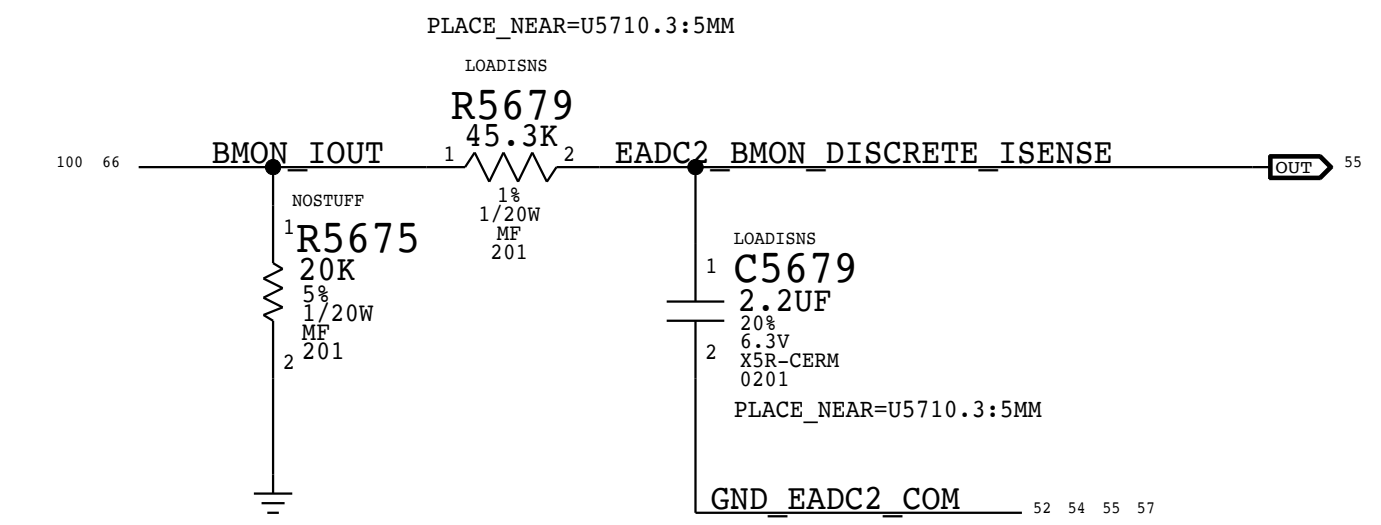 PLACE_NEAR=U5710.3:5MM
LOADISNS
R5679
45.3K
100 66 BMON_IOUT 1 2 EADC2_BMON_DISCRETE_ISENSE OUT 55
1%
1/20W
MF
201
NOSTUFF
1 R5675
20K
5%
1/20W
MF
201
2
LOADISNS
1 C5679
2.2UF
20%
6.3V
2 X5R-CERM
0201
PLACE_NEAR=U5710.3:5MM
GND_EADC2_COM 52 54 55 57